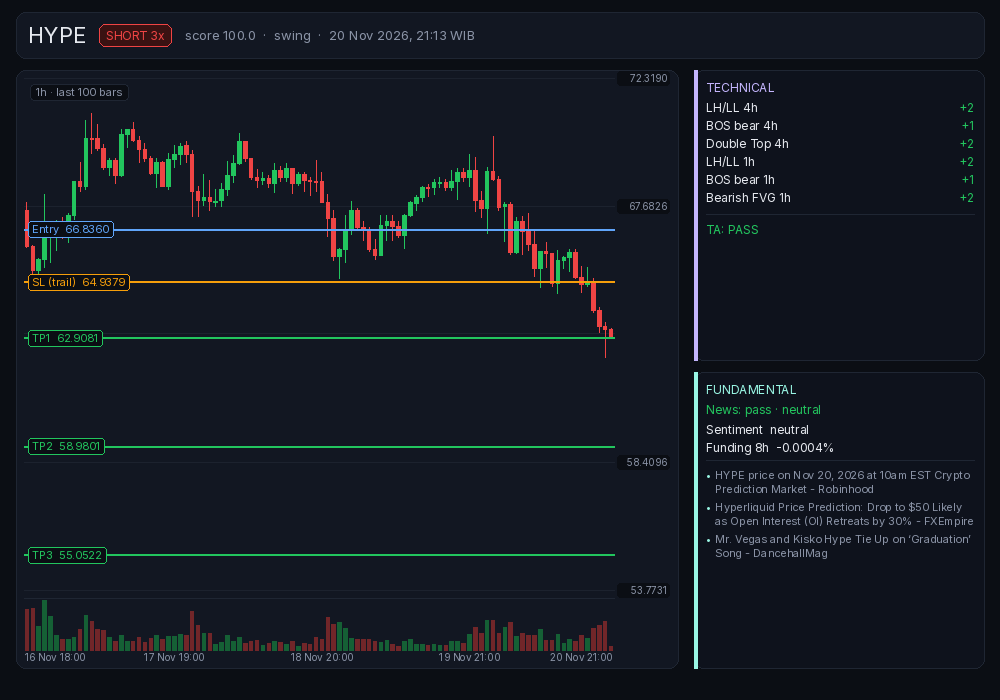 HYPE SHORT 3x score 100.0 · swing · 20 Nov 2026, 21:13 WIB
1h · last 100 bars
72.3190
67.6826
Entry 66.8360
SL (trail) 64.9379
TP1 62.9081
TP2 58.9801
58.4096
TP3 55.0522
53.7731
16 Nov 18:00 17 Nov 19:00 18 Nov 20:00 19 Nov 21:00 20 Nov 21:00
TECHNICAL
LH/LL 4h +2
BOS bear 4h +1
Double Top 4h +2
LH/LL 1h +2
BOS bear 1h +1
Bearish FVG 1h +2
TA: PASS
FUNDAMENTAL
News: pass · neutral
Sentiment neutral
Funding 8h -0.0004%
• HYPE price on Nov 20, 2026 at 10am EST Crypto
Prediction Market - Robinhood
• Hyperliquid Price Prediction: Drop to $50 Likely
as Open Interest (OI) Retreats by 30% - FXEmpire
• Mr. Vegas and Kisko Hype Tie Up on ‘Graduation’
Song - DancehallMag